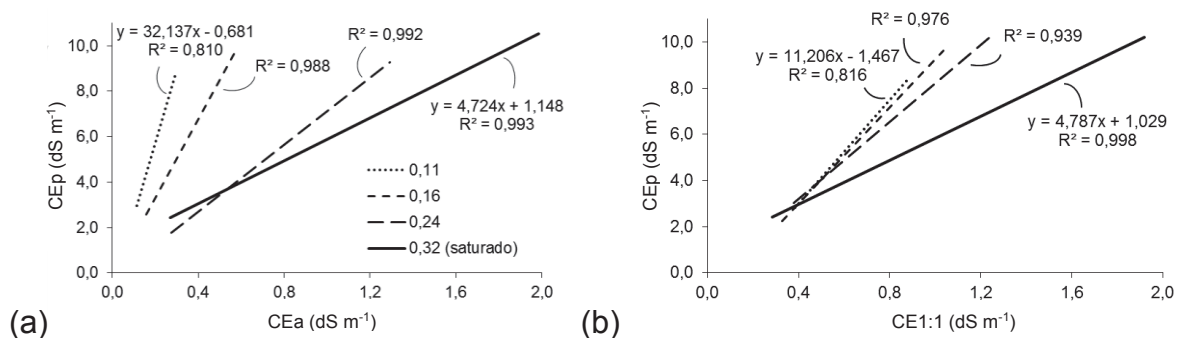 y = 32,137x - 0,681
R² = 0,810
R² = 0,988
R² = 0,992
y = 4,724x + 1,148
R² = 0,993
10,0
8,0
6,0
4,0
2,0
0,0
CEp (dS m⁻¹)
0,11
0,16
0,24
0,32 (saturado)
0,0 0,4 0,8 1,2 1,6 2,0
CEa (dS m⁻¹)
(a)
R² = 0,976
R² = 0,939
y = 11,206x - 1,467
R² = 0,816
y = 4,787x + 1,029
R² = 0,998
10,0
8,0
6,0
4,0
2,0
0,0
CEp (dS m⁻¹)
0,0 0,4 0,8 1,2 1,6 2,0
CE1:1 (dS m⁻¹)
(b)